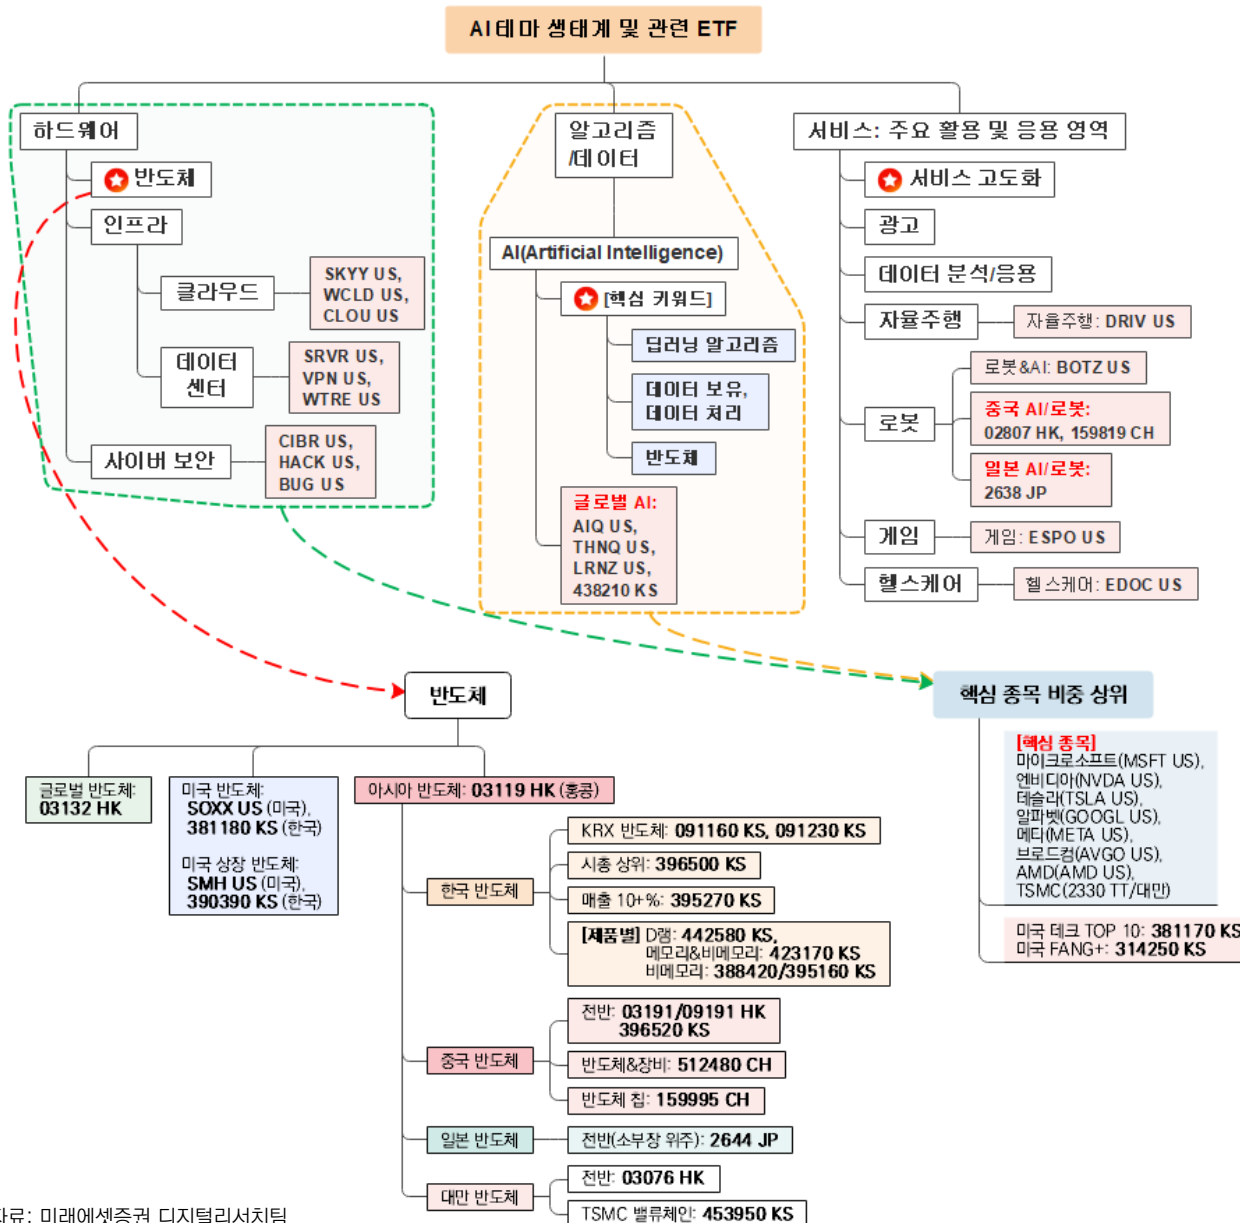 AI테마 생태계 및 관련 ETF
하드웨어
반도체
인프라
클라우드
SKYY US,
WCLD US,
CLOU US
데이터
센터
SRVR US,
VPN US,
WTRE US
사이버 보안
CIBR US,
HACK US,
BUG US
알고리즘
/데이터
AI(Artificial Intelligence)
[핵심 키워드]
딥러닝 알고리즘
데이터 보유,
데이터 처리
반도체
글로벌 AI:
AIQ US,
THNQ US,
LRNZ US,
438210 KS
서비스: 주요 활용 및 응용 영역
서비스 고도화
광고
데이터 분석/응용
자율주행
자율주행: DRIV US
로봇
로봇&AI: BOTZ US
중국 AI/로봇:
02807 HK, 159819 CH
일본 AI/로봇:
2638 JP
게임
게임: ESPO US
헬스케어
헬스케어: EDOC US
반도체
글로벌 반도체:
03132 HK
미국 반도체:
SOXX US (미국),
381180 KS (한국)
미국 상장 반도체:
SMH US (미국),
390390 KS (한국)
아시아 반도체: 03119 HK (홍콩)
한국 반도체
KRX 반도체: 091160 KS, 091230 KS
시총 상위: 396500 KS
매출 10+%: 395270 KS
[제품별] D램: 442580 KS,
메모리&비메모리: 423170 KS
비메모리: 388420/395160 KS
중국 반도체
전반: 03191/09191 HK
396520 KS
반도체&장비: 512480 CH
반도체 칩: 159995 CH
일본 반도체
전반(소부장 위주): 2644 JP
대만 반도체
전반: 03076 HK
TSMC 밸류체인: 453950 KS
핵심 종목 비중 상위
[핵심 종목]
마이크로소프트(MSFT US),
엔비디아(NVDA US),
테슬라(TSLA US),
알파벳(GOOGL US),
메타(META US),
브로드컴(AVGO US),
AMD(AMD US),
TSMC(2330 TT/대만)
미국 테크 TOP 10: 381170 KS
미국 FANG+: 314250 KS
자료: 미래에셋증권 디지털리서치팀